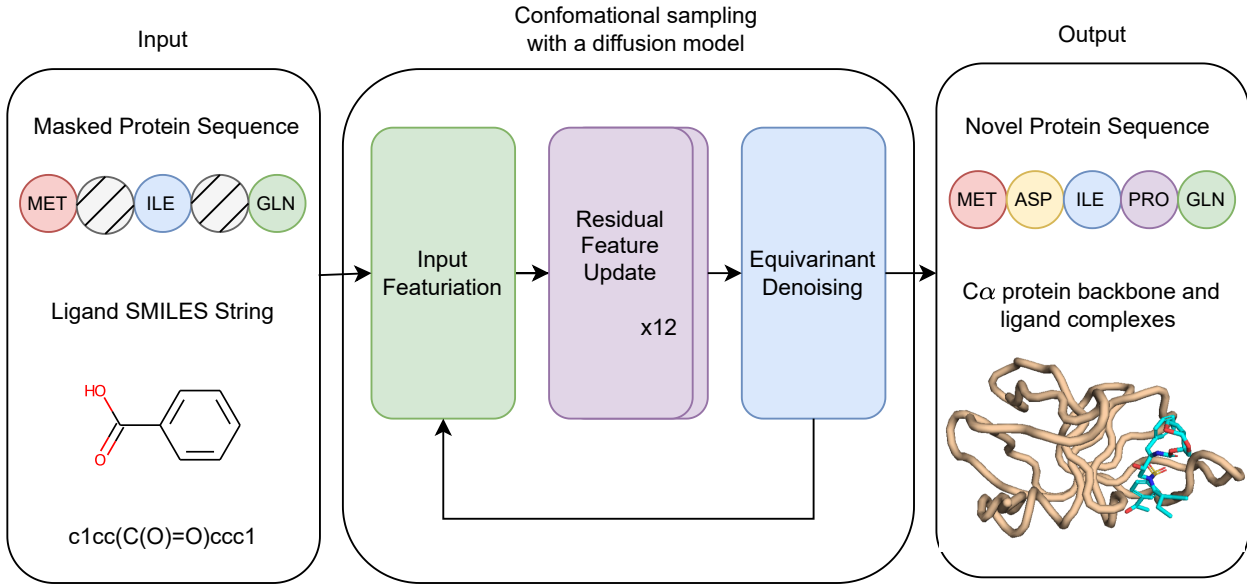 Input
Masked Protein Sequence
MET ILE GLN
Ligand SMILES String
HO
O
c1cc(C(O)=O)ccc1
Confomational sampling
with a diffusion model
Input
Featuriation
Residual
Feature
Update
x12
Equivarinant
Denoising
Output
Novel Protein Sequence
MET ASP ILE PRO GLN
Cα protein backbone and
ligand complexes